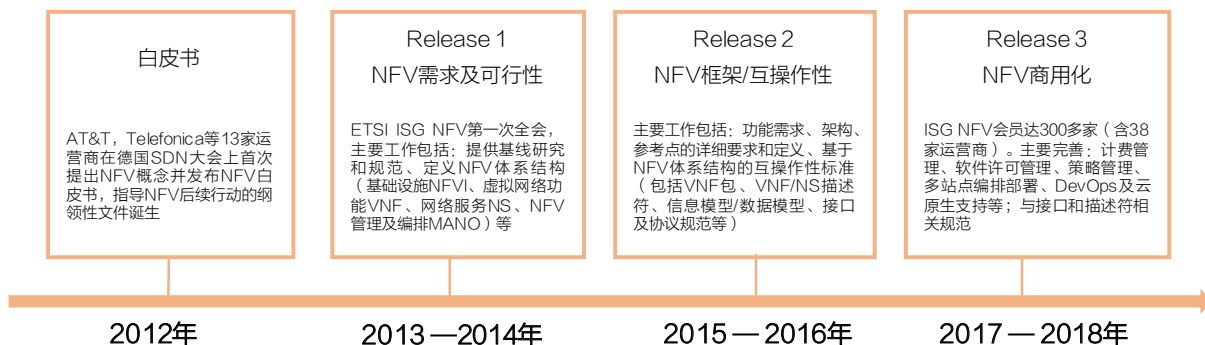 白皮书
AT&T，Telefonica等13家运
营商在德国SDN大会上首次
提出NFV概念并发布NFV白
皮书，指导NFV后续行动的纲
领性文件诞生
Release 1
NFV需求及可行性
ETSI ISG NFV第一次全会，
主要工作包括：提供基线研究
和规范、定义NFV体系结构
（基础设施NFVI、虚拟网络功
能VNF、网络服务NS、NFV
管理及编排MANO）等
Release 2
NFV框架/互操作性
主要工作包括：功能需求、架构、
参考点的详细要求和定义、基于
NFV体系结构的互操作性标准
（包括VNF包、VNF/NS描述
符、信息模型/数据模型、接口
及协议规范等）
Release 3
NFV商用化
ISG NFV会员达300多家（含38
家运营商）。主要完善：计费管
理、软件许可管理、策略管理、
多站点编排部署、DevOps及云
原生支持等；与接口和描述符相
关规范
2012年
2013 —2014年
2015 — 2016年
2017 — 2018年